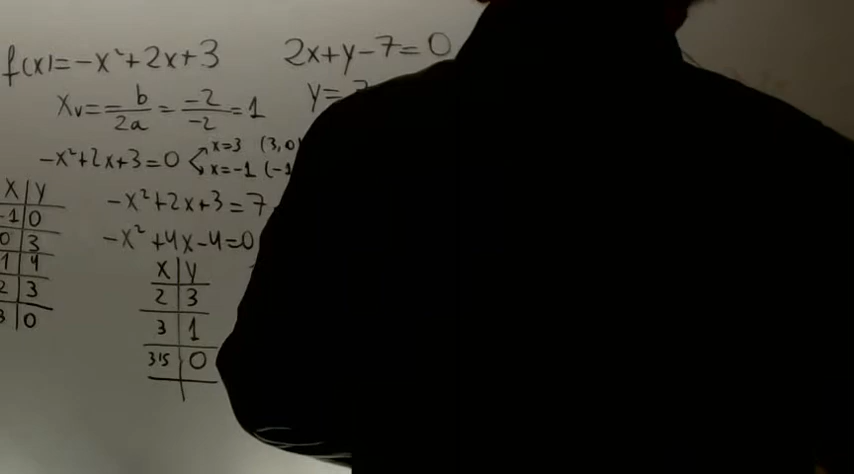 f(x)=-x²+2x+3
2x+y-7=0
Xv=-b/2a=-2/-2=1
y=
-x²+2x+3=0
x=3 (3,0)
x=-1 (-1
-x²+2x+3=7
-x²+4x-4=0
X | Y
-1 | 0
0 | 3
1 | 4
2 | 3
3 | 0
X | Y
2 | 3
3 | 1
3'5 | 0